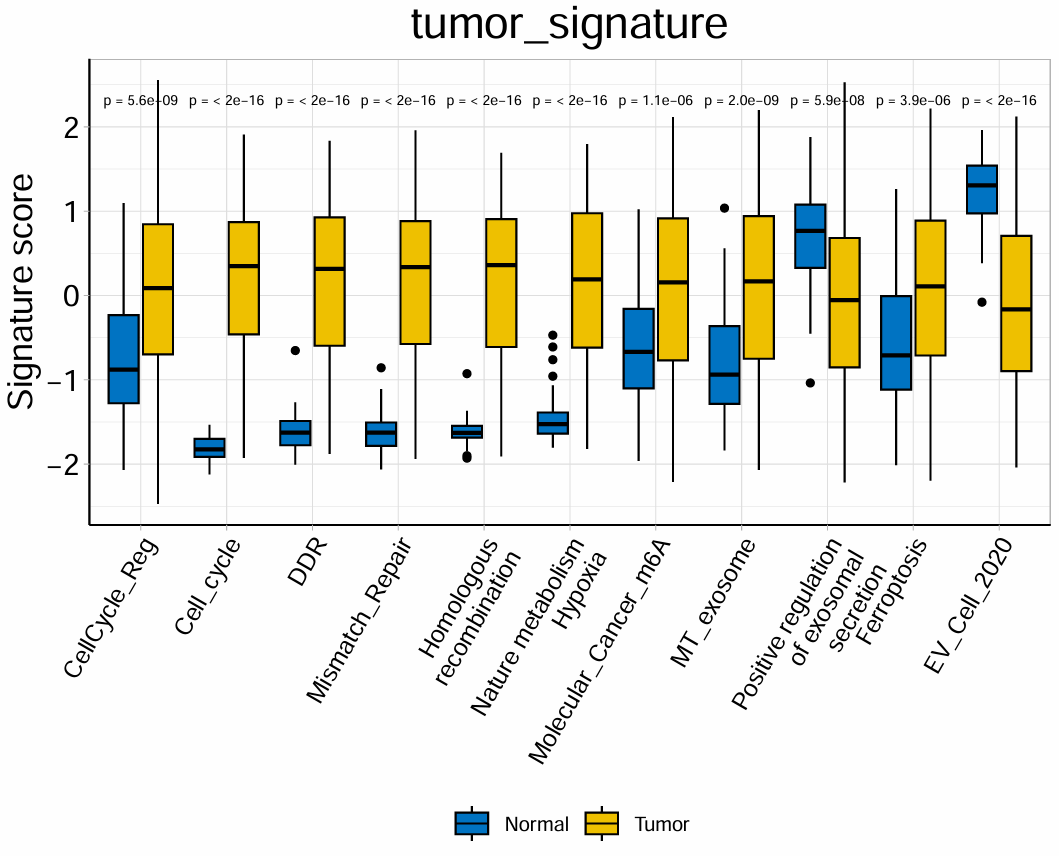 tumor_signature
Signature score
2
1
0
−1
−2
p = 5.6e−09
p = < 2e−16
p = < 2e−16
p = < 2e−16
p = < 2e−16
p = < 2e−16
p = 1.1e−06
p = 2.0e−09
p = 5.9e−08
p = 3.9e−06
p = < 2e−16
CellCycle_Reg
Cell_cycle
DDR
Mismatch_Repair
Homologous
recombination
Nature metabolism
Hypoxia
Molecular_Cancer_m6A
MT_exosome
Positive regulation
of exosomal
secretion
Ferroptosis
EV_Cell_2020
Normal
Tumor